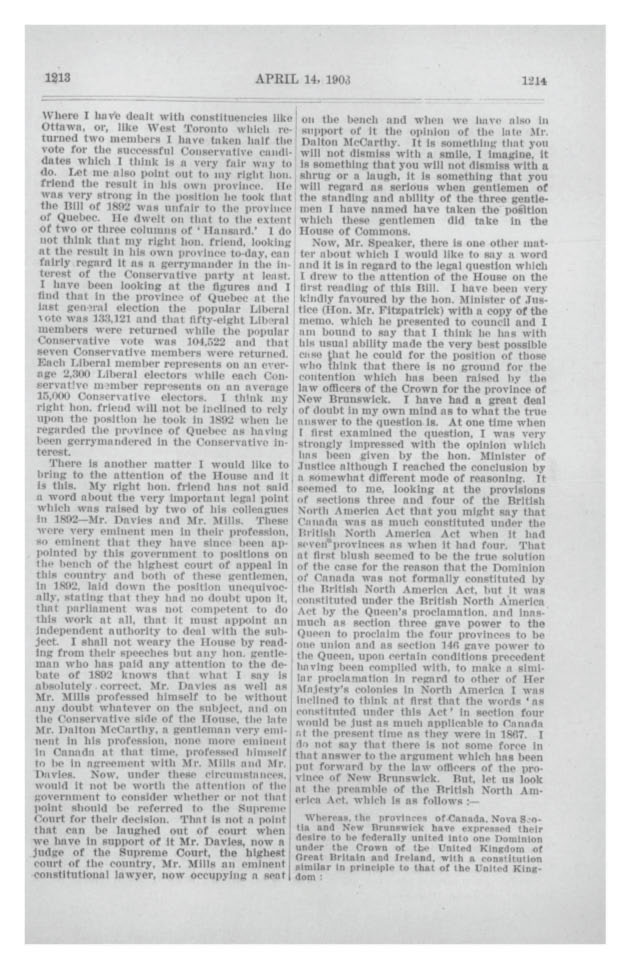 1213
APRIL 14, 1903
1214
Where I have dealt with constituencies like
Ottawa, or, like West Toronto which re-
turned two members I have taken half the
vote for the successful Conservative candi-
dates which I think is a very fair way to
do. Let me also point out to my right hon.
friend the result in his own province. He
was very strong in the position he took that
the Bill of 1892 was unfair to the province
of Quebec. He dwelt on that to the extent
of two or three columns of ' Hansard.' I do
not think that my right hon. friend, looking
at the result in his own province to-day, can
fairly regard it as a gerrymander in the in-
terest of the Conservative party at least.
I have been looking at the figures and I
find that in the province of Quebec at the
last general election the popular Liberal
vote was 133,121 and that fifty-eight Liberal
members were returned while the popular
Conservative vote was 104,522 and that
seven Conservative members were returned.
Each Liberal member represents on an aver-
age 2,300 Liberal electors while each Con-
servative member represents on an average
15,000 Conservative electors. I think my
right hon. friend will not be inclined to rely
upon the position he took in 1892 when he
regarded the province of Quebec as having
been gerrymandered in the Conservative in-
terest.
There is another matter I would like to
bring to the attention of the House and it
is this. My right hon. friend has not said
a word about the very important legal point
which was raised by two of his colleagues
in 1892—Mr. Davies and Mr. Mills. These
were very eminent men in their profession,
so eminent that they have since been ap-
pointed by this government to positions on
the bench of the highest court of appeal in
this country and both of these gentlemen,
in 1892, laid down the position unequivoc-
ally, stating that they had no doubt upon it,
that parliament was not competent to do
this work at all, that it must appoint an
independent authority to deal with the sub-
ject. I shall not weary the House by read-
ing from their speeches but any hon. gentle-
man who has paid any attention to the de-
bate of 1892 knows that what I say is
absolutely correct. Mr. Davies as well as
Mr. Mills professed himself to be without
any doubt whatever on the subject, and on
the Conservative side of the House, the late
Mr. Dalton McCarthy, a gentleman very emi-
nent in his profession, none more eminent
in Canada at that time, professed himself
to be in agreement with Mr. Mills and Mr.
Davies. Now, under these circumstances,
would it not be worth the attention of the
government to consider whether or not that
point should be referred to the Supreme
Court for their decision. That is not a point
that can be laughed out of court when
we have in support of it Mr. Davies, now a
judge of the Supreme Court, the highest
court of the country, Mr. Mills an eminent
constitutional lawyer, now occupying a seat
on the bench and when we have also in
support of it the opinion of the late Mr.
Dalton McCarthy. It is something that you
will not dismiss with a smile, I imagine, it
is something that you will not dismiss with a
shrug or a laugh, it is something that you
will regard as serious when gentlemen of
the standing and ability of the three gentle-
men I have named have taken the position
which these gentlemen did take in the
House of Commons.
Now, Mr. Speaker, there is one other mat-
ter about which I would like to say a word
and it is in regard to the legal question which
I drew to the attention of the House on the
first reading of this Bill. I have been very
kindly favoured by the hon. Minister of Jus-
tice (Hon. Mr. Fitzpatrick) with a copy of the
memo. which he presented to council and I
am bound to say that I think he has with
his usual ability made the very best possible
case that he could for the position of those
who think that there is no ground for the
contention which has been raised by the
law officers of the Crown for the province of
New Brunswick. I have had a great deal
of doubt in my own mind as to what the true
answer to the question is. At one time when
I first examined the question, I was very
strongly impressed with the opinion which
has been given by the hon. Minister of
Justice although I reached the conclusion by
a somewhat different mode of reasoning. It
seemed to me, looking at the provisions
of sections three and four of the British
North America Act that you might say that
Canada was as much constituted under the
British North America Act when it had
seven provinces as when it had four. That
at first blush seemed to be the true solution
of the case for the reason that the Dominion
of Canada was not formally constituted by
the British North America Act, but it was
constituted under the British North America
Act by the Queen's proclamation, and inas-
much as section three gave power to the
Queen to proclaim the four provinces to be
one union and as section 146 gave power to
the Queen, upon certain conditions precedent
having been complied with, to make a simi-
lar proclamation in regard to other of Her
Majesty's colonies in North America I was
inclined to think at first that the words ' as
constituted under this Act ' in section four
would be just as much applicable to Canada
at the present time as they were in 1867. I
do not say that there is not some force in
that answer to the argument which has been
put forward by the law officers of the pro-
vince of New Brunswick. But, let us look
at the preamble of the British North Am-
erica Act, which is as follows :—
Whereas, the provinces of Canada, Nova Sco-
tia and New Brunswick have expressed their
desire to be federally united into one Dominion
under the Crown of the United Kingdom of
Great Britain and Ireland, with a constitution
similar in principle to that of the United King-
dom :